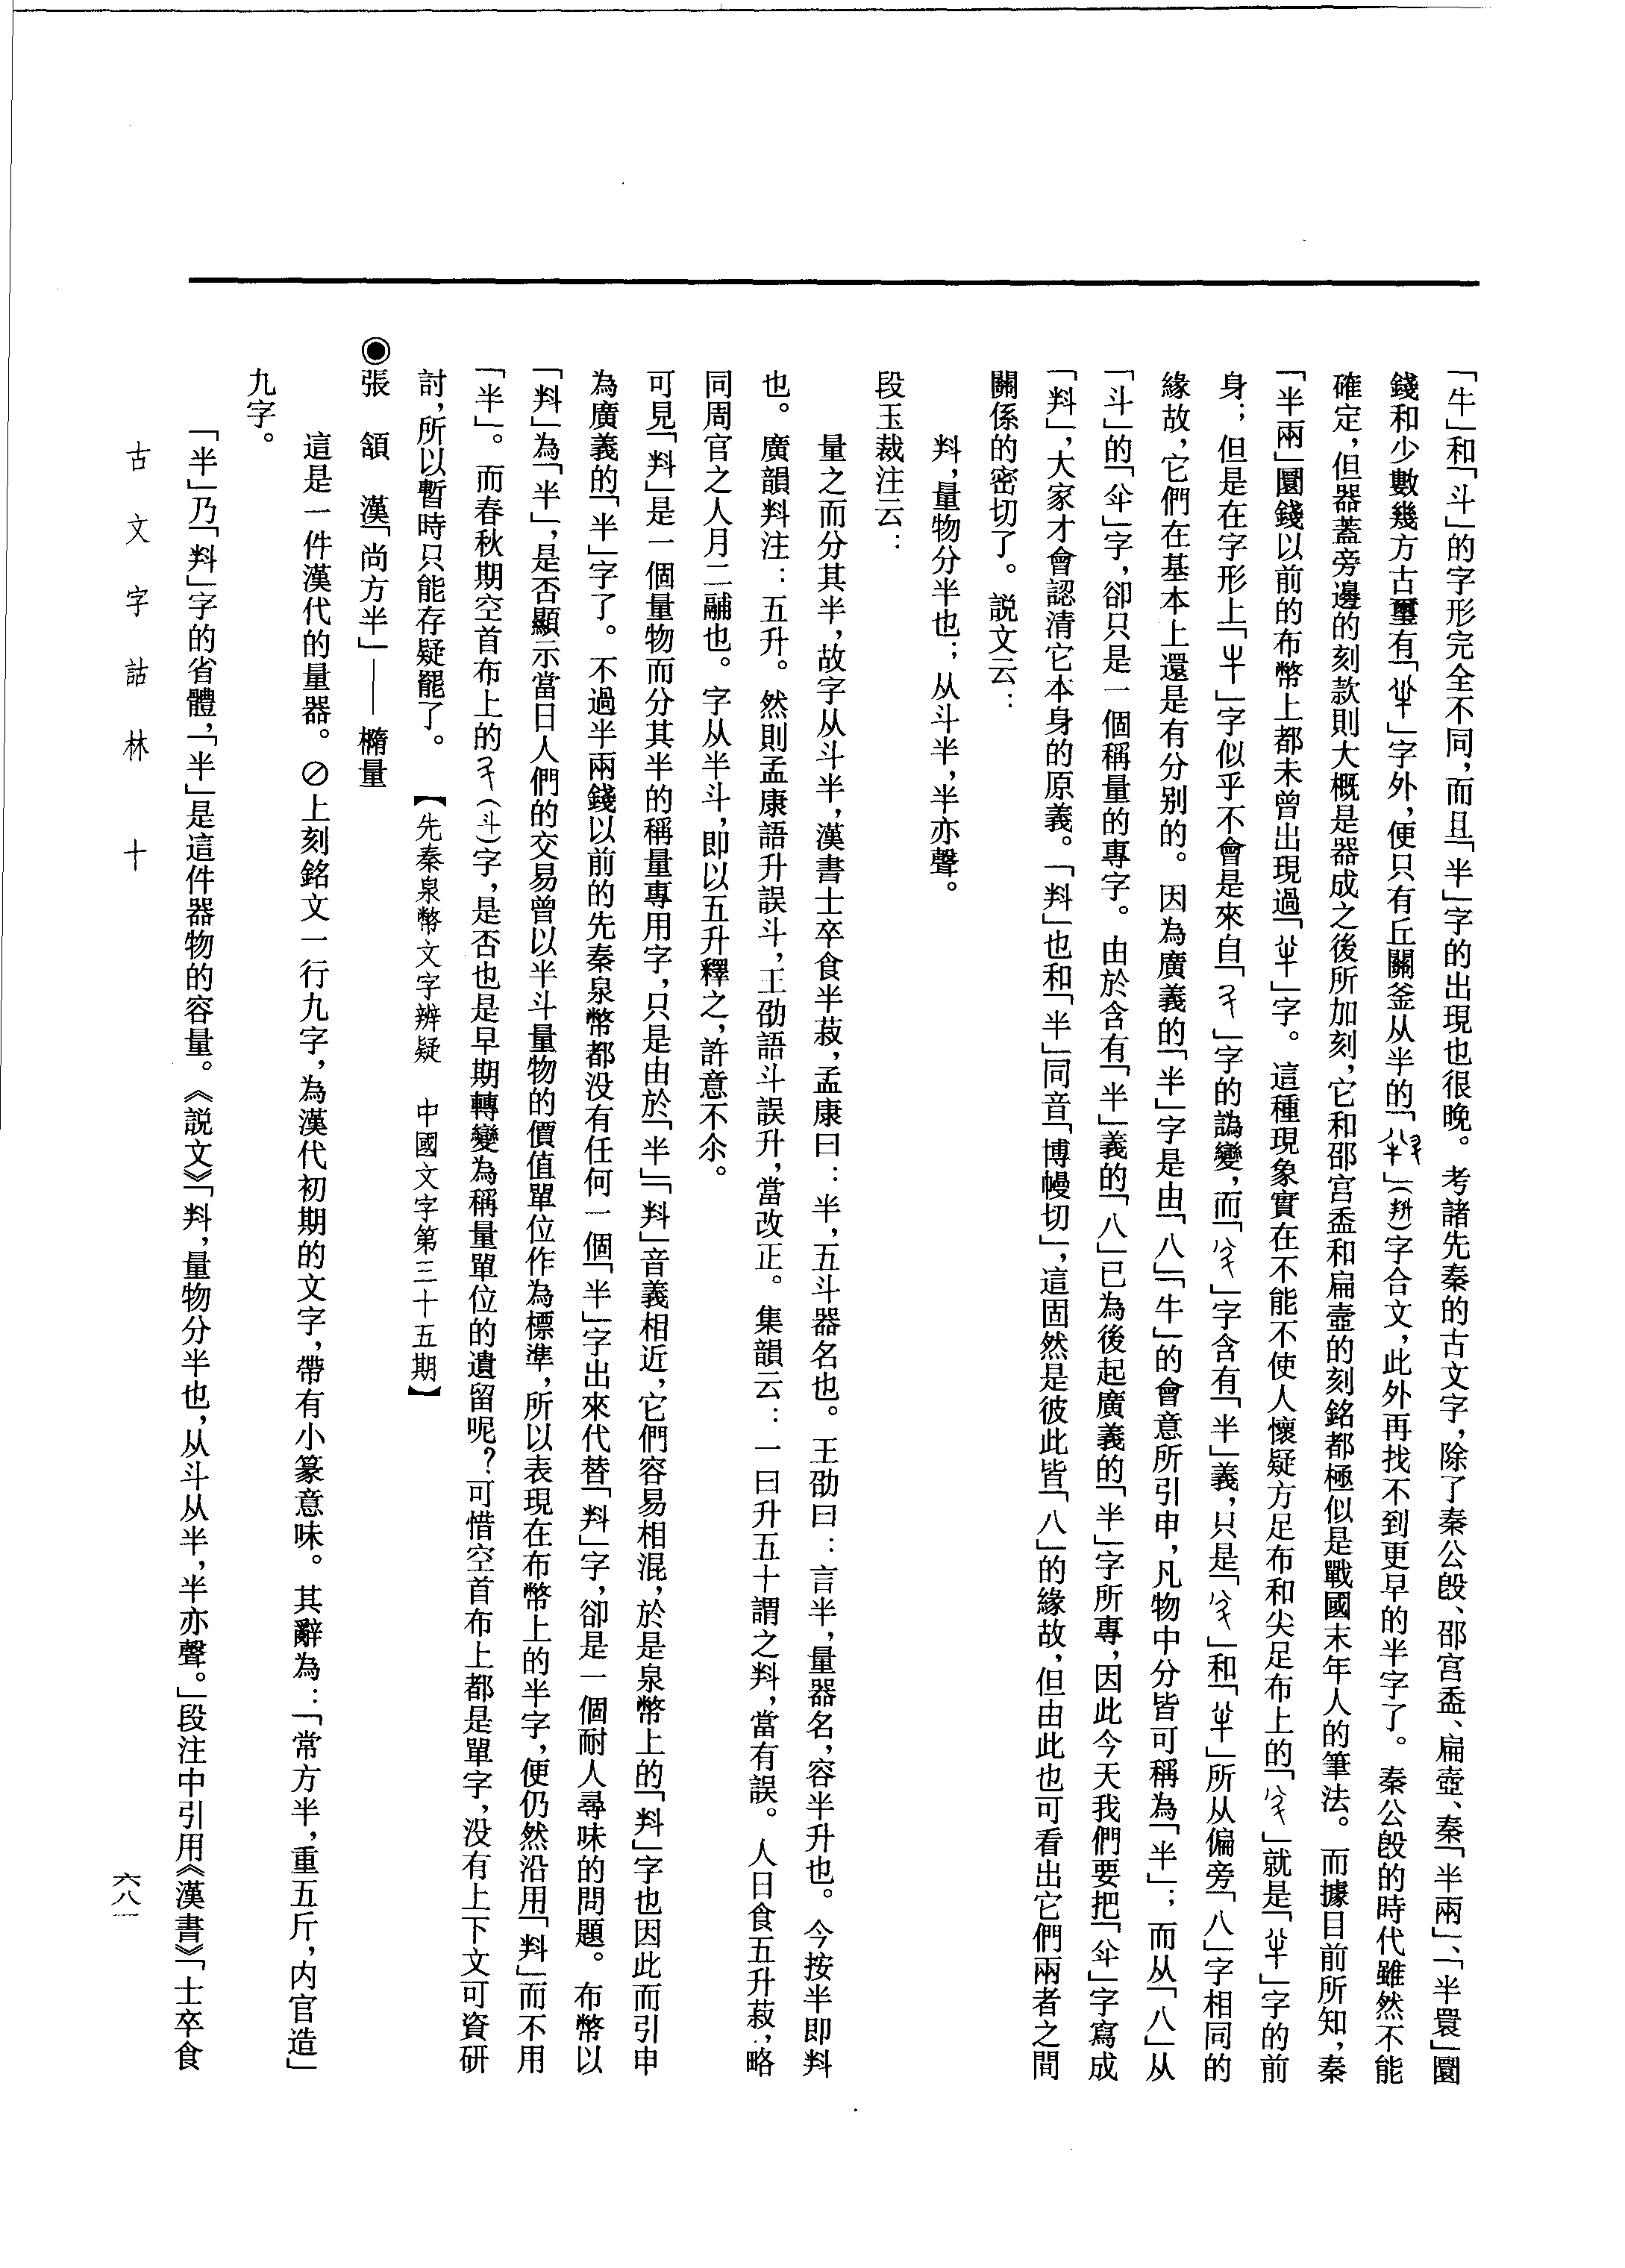 「牛」和「斗」的字形完全不同，而且「半」字的出現也很晚。考諸先秦的古文字，除了秦公𣪘、邵宮盉、扁壺、秦「半兩」、「半睘」圜
錢和少數幾方古璽有「」字外，便只有丘關釜从半的「」（）字合文，此外再找不到更早的半字了。秦公𣪘的時代雖然不能
確定，但器蓋旁邊的刻款則大概是器成之後所加刻，它和邵宮盉和扁壺的刻銘都極似是戰國末年人的筆法。而據目前所知，秦
「半兩」圜錢以前的布幣上都未曾出現過「」字。這種現象實在不能不使人懷疑方足布和尖足布上的「」就是「」字的前
身；但是在字形上「」字似乎不會是來自「」字的譌變，而「」字含有「半」義，只是「」和「」所从偏旁「八」字相同的
緣故，它們在基本上還是有分别的。因為廣義的「半」字是由「八」「牛」的會意所引申，凡物中分皆可稱為「半」；而从「八」从
「斗」的「」字，卻只是一個稱量的專字。由於含有「半」義的「八」已為後起廣義的「半」字所專，因此今天我們要把「」字寫成
「料」，大家才會認清它本身的原義。「料」也和「半」同音「博幔切」，這固然是彼此皆「八」的緣故，但由此也可看出它們兩者之間
關係的密切了。説文云：
㪵，量物分半也；从斗半，半亦聲。
段玉裁注云：
量之而分其半，故字从斗半，漢書士卒食半菽，孟康曰：半，五斗器名也。王劭曰：言半，量器名，容半升也。今按半即㪵
也。廣韻㪵注：五升。然則孟康語升誤斗，王劭語斗誤升，當改正。集韻云：一曰升五十謂之㪵，當有誤。人日食五升菽，略
同周官之人月二鬴也。字从半斗，即以五升釋之，許意不尒。
可見「㪵」是一個量物而分其半的稱量專用字，只是由於「半」「㪵」音義相近，它們容易相混，於是泉幣上的「㪵」字也因此而引申
為廣義的「半」字了。不過半兩錢以前的先秦泉幣都没有任何一個「半」字出來代替「㪵」字，卻是一個耐人尋味的問題。布幣以
「㪵」為「半」，是否顯示當日人們的交易曾以半斗量物的價值單位作為標準，所以表現在布幣上的半字，便仍然沿用「㪵」而不用
「半」。而春秋期空首布上的（斗）字，是否也是早期轉變為稱量單位的遺留呢？可惜空首布上都是單字，没有上下文可資研
討，所以暫時只能存疑罷了。　【先秦泉幣文字辨疑　中國文字第三十五期】
◉張　頷　漢「尚方半」——橢量
這是一件漢代的量器。⊘上刻銘文一行九字，為漢代初期的文字，帶有小篆意味。其辭為：「常方半，重五斤，内官造」
九字。
「半」乃「㪵」字的省體，「半」是這件器物的容量。《説文》「㪵，量物分半也，从斗从半，半亦聲。」段注中引用《漢書》「士卒食
古文字詁林　十
六八一